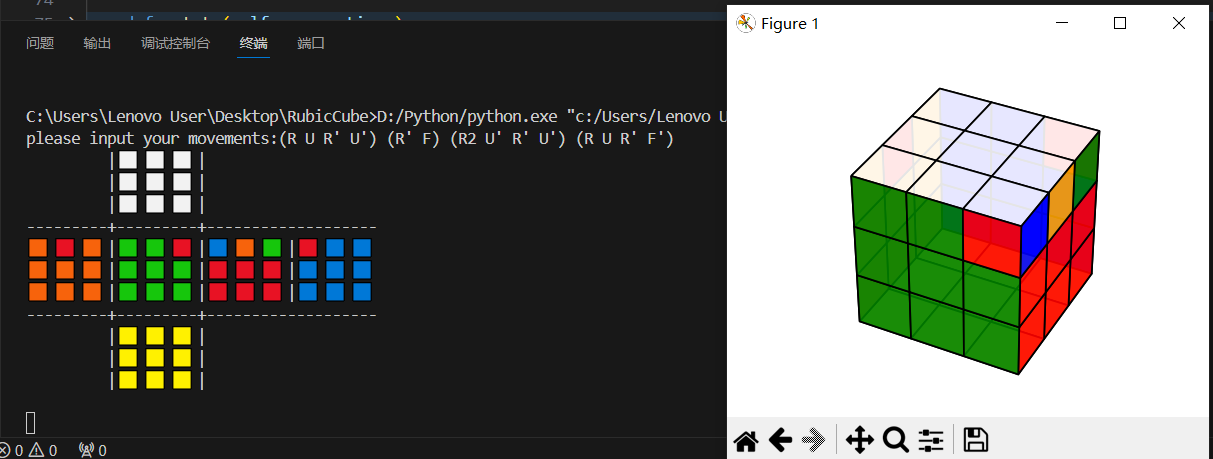 74
问题 输出 调试控制台 终端 端口
C:\Users\Lenovo User\Desktop\RubicCube>D:/Python/python.exe "c:/Users/Lenovo U
please input your movements:(R U R' U') (R' F) (R2 U' R' U') (R U R' F')
0 0 0
Figure 1